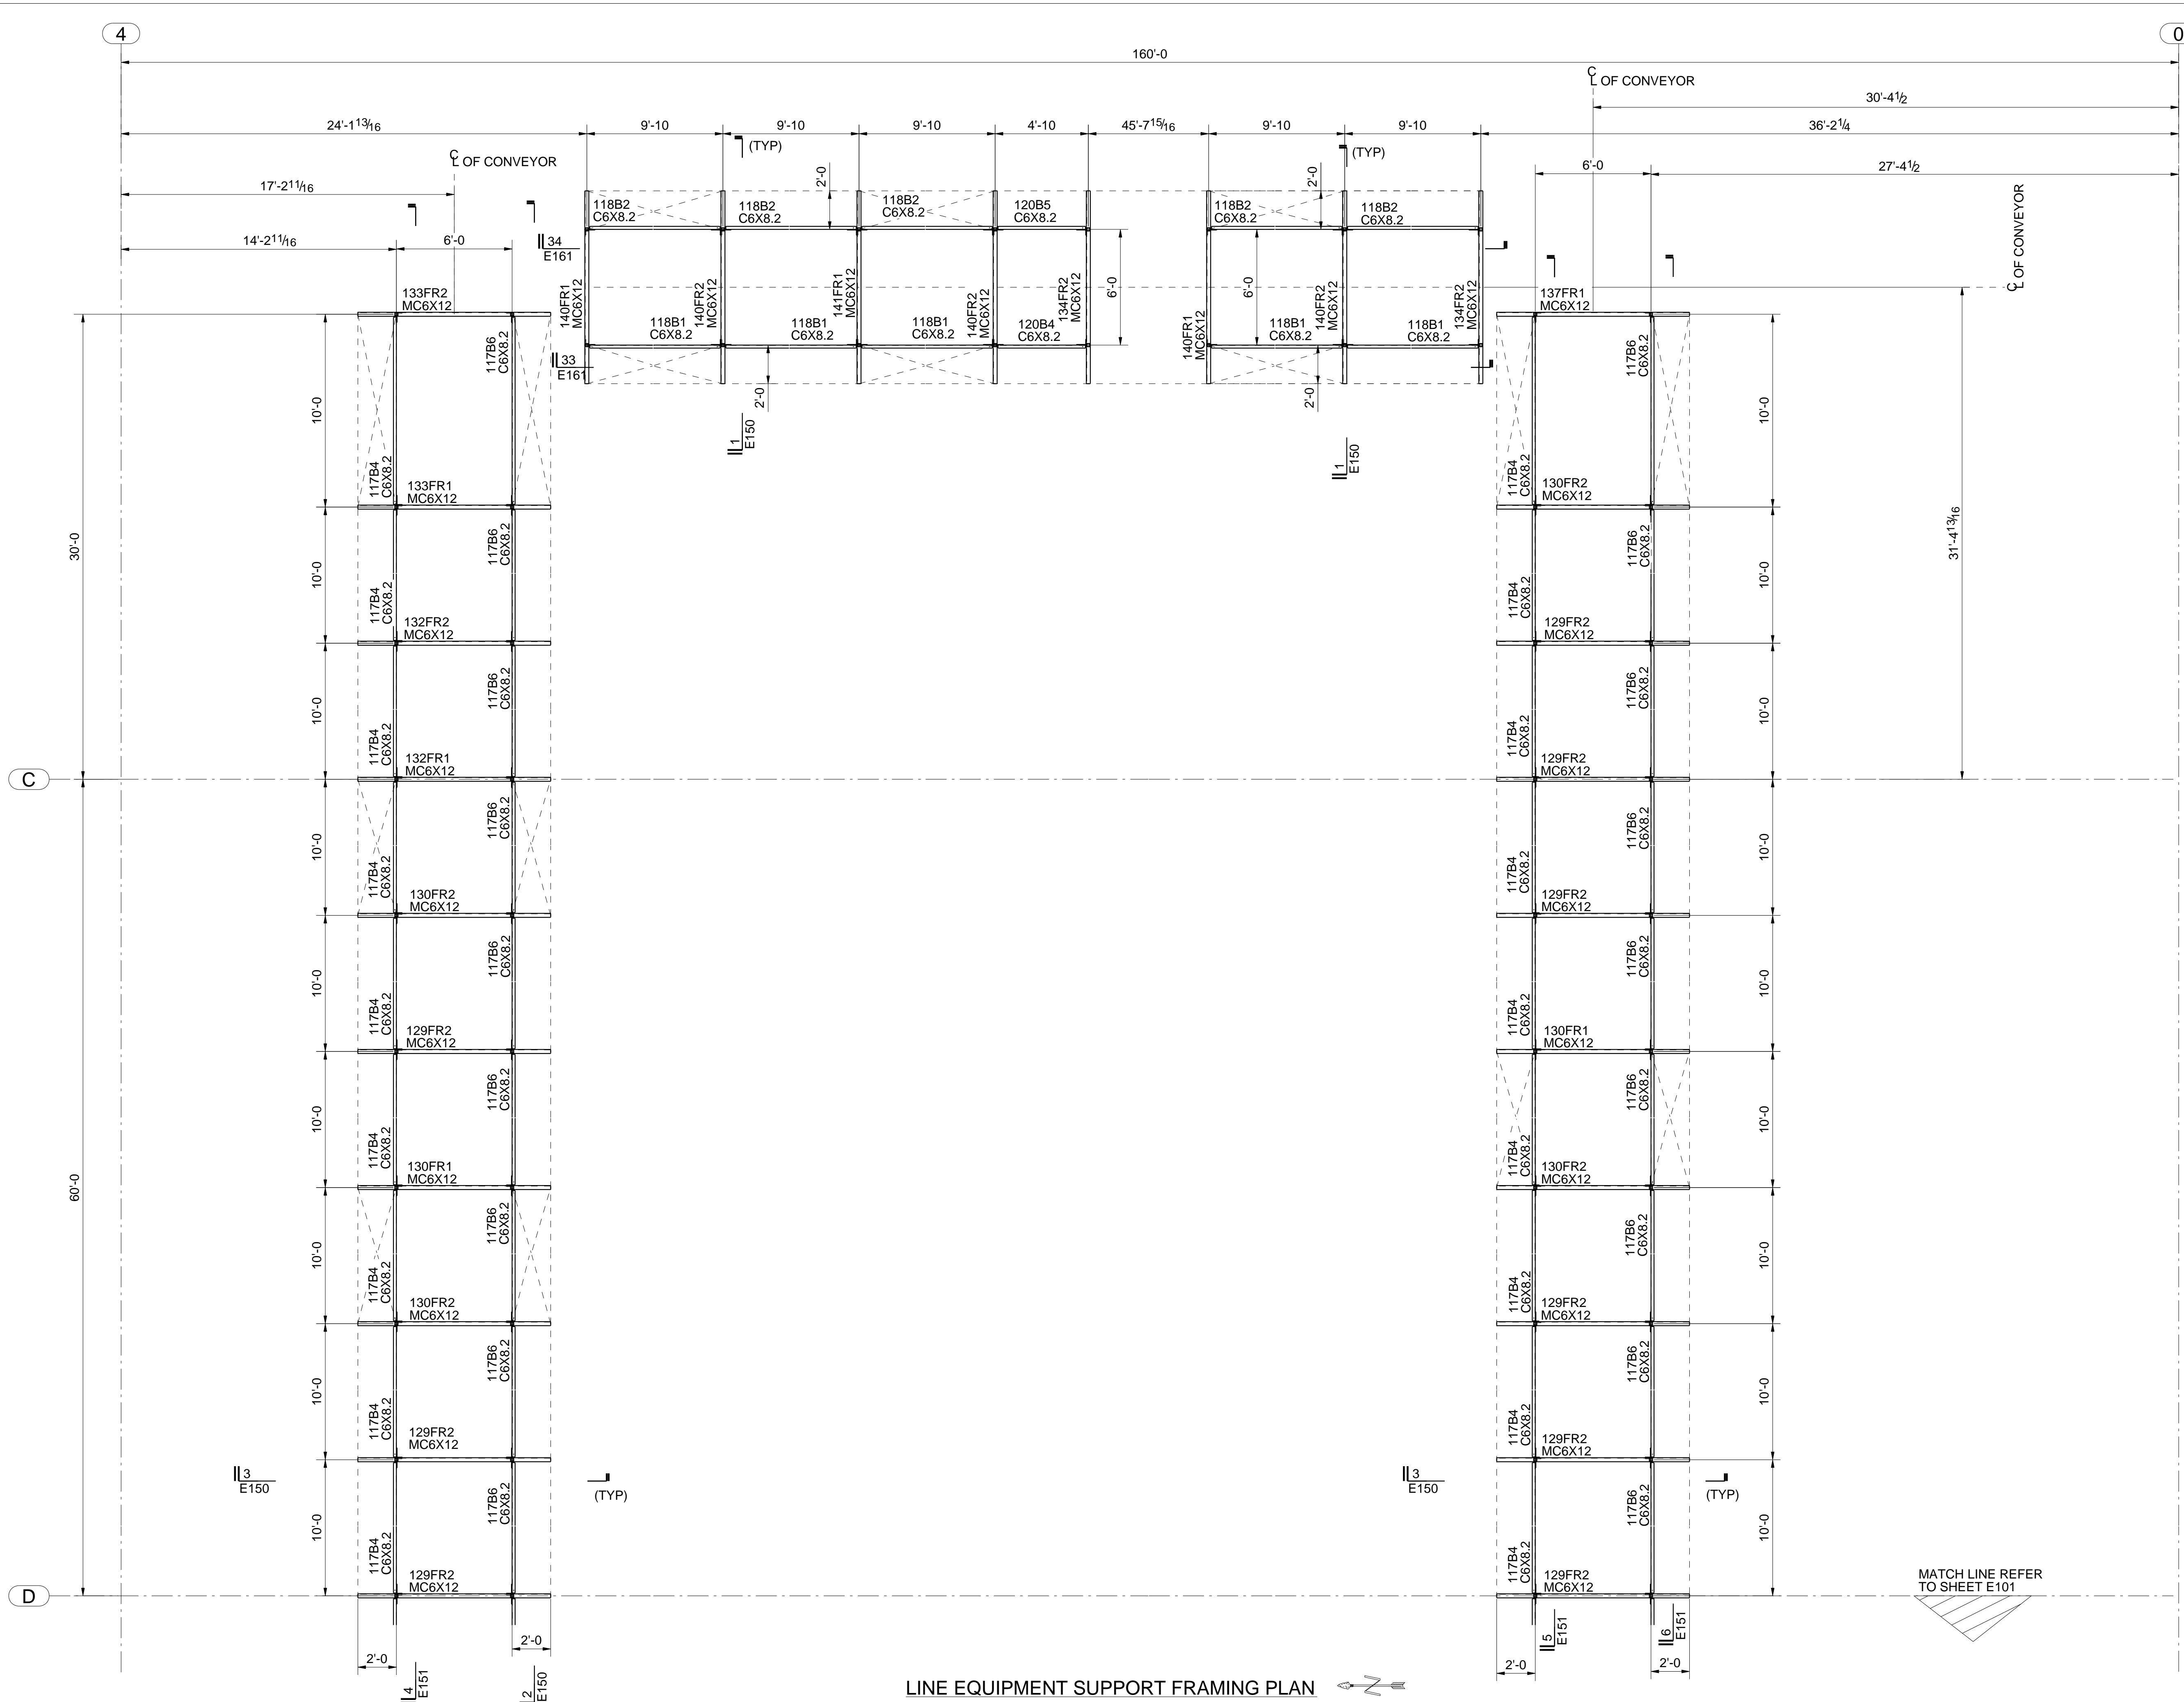 4
0
160'-0
C
L OF CONVEYOR
30'-4 1/2
24'-1 13/16
9'-10
9'-10
9'-10
4'-10
45'-7 15/16
9'-10
9'-10
36'-2 1/4
(TYP)
(TYP)
C
L OF CONVEYOR
6'-0
27'-4 1/2
17'-2 11/16
2'-0
2'-0
C
L OF CONVEYOR
14'-2 11/16
6'-0
118B2
C6X8.2
118B2
C6X8.2
118B2
C6X8.2
120B5
C6X8.2
118B2
C6X8.2
118B2
C6X8.2
34
E161
140FR1
MC6X12
140FR2
MC6X12
141FR1
MC6X12
140FR2
MC6X12
134FR2
MC6X12
6'-0
140FR1
MC6X12
6'-0
140FR2
MC6X12
134FR2
MC6X12
118B1
C6X8.2
118B1
C6X8.2
118B1
C6X8.2
120B4
C6X8.2
118B1
C6X8.2
118B1
C6X8.2
33
E161
2'-0
2'-0
1
E150
1
E150
133FR2
MC6X12
117B6
C6X8.2
10'-0
117B4
C6X8.2
133FR1
MC6X12
117B6
C6X8.2
30'-0
10'-0
117B4
C6X8.2
132FR2
MC6X12
117B6
C6X8.2
10'-0
117B4
C6X8.2
132FR1
MC6X12
C
117B6
C6X8.2
10'-0
117B4
C6X8.2
130FR2
MC6X12
117B6
C6X8.2
10'-0
117B4
C6X8.2
129FR2
MC6X12
117B6
C6X8.2
10'-0
117B4
C6X8.2
130FR1
MC6X12
60'-0
117B6
C6X8.2
10'-0
117B4
C6X8.2
130FR2
MC6X12
117B6
C6X8.2
10'-0
117B4
C6X8.2
129FR2
MC6X12
3
E150
(TYP)
117B6
C6X8.2
10'-0
117B4
C6X8.2
129FR2
MC6X12
D
2'-0
2'-0
4
E151
2
E150
137FR1
MC6X12
117B6
C6X8.2
10'-0
117B4
C6X8.2
130FR2
MC6X12
31'-4 13/16
117B6
C6X8.2
10'-0
117B4
C6X8.2
129FR2
MC6X12
117B6
C6X8.2
10'-0
117B4
C6X8.2
129FR2
MC6X12
117B6
C6X8.2
10'-0
117B4
C6X8.2
129FR2
MC6X12
117B6
C6X8.2
10'-0
117B4
C6X8.2
130FR1
MC6X12
117B6
C6X8.2
10'-0
117B4
C6X8.2
130FR2
MC6X12
117B6
C6X8.2
10'-0
117B4
C6X8.2
129FR2
MC6X12
117B6
C6X8.2
10'-0
117B4
C6X8.2
129FR2
MC6X12
3
E150
(TYP)
117B6
C6X8.2
10'-0
117B4
C6X8.2
129FR2
MC6X12
MATCH LINE REFER
TO SHEET E101
5
E151
6
E151
2'-0
2'-0
LINE EQUIPMENT SUPPORT FRAMING PLAN